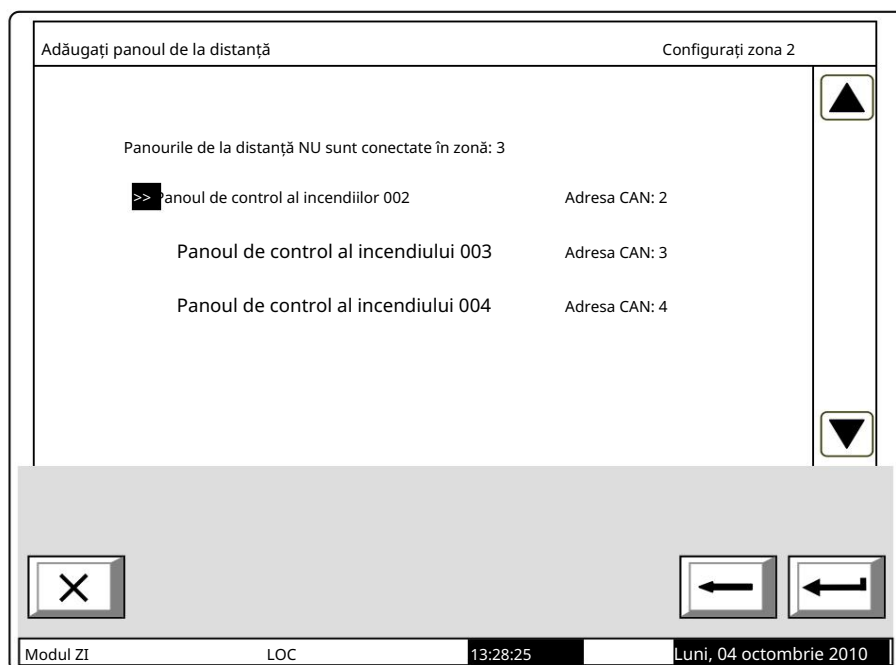 Adăugați panoul de la distanță Configurați zona 2
Panourile de la distanță NU sunt conectate în zonă: 3
>> Panoul de control al incendiilor 002 Adresa CAN: 2
Panoul de control al incendiului 003 Adresa CAN: 3
Panoul de control al incendiului 004 Adresa CAN: 4
Modul ZI LOC 13:28:25 Luni, 04 octombrie 2010